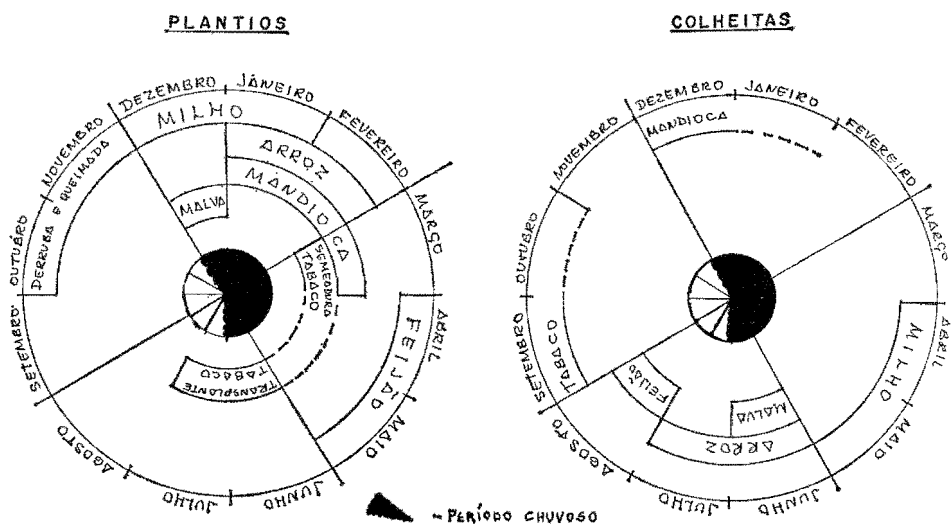 PLANTIOS
DEZEMBRO
JANEIRO
FEVEREIRO
MARÇO
ABRIL
MAIO
JUNHO
JULHO
AGOSTO
SETEMBRO
OUTUBRO
NOVEMBRO
DERRUBA E QUEIMADA
MILHO
ARROZ
MANDIOCA
MALVA
SEMEADURA
TABACO
TRANSPLANTE
TABACO
FEIJÃO
COLHEITAS
DEZEMBRO
JANEIRO
FEVEREIRO
MARÇO
ABRIL
MAIO
JUNHO
JULHO
AGOSTO
SETEMBRO
OUTUBRO
NOVEMBRO
MANDIOCA
MILHO
ARROZ
MALVA
FEIJÃO
TABACO
- PERÍODO CHUVOSO